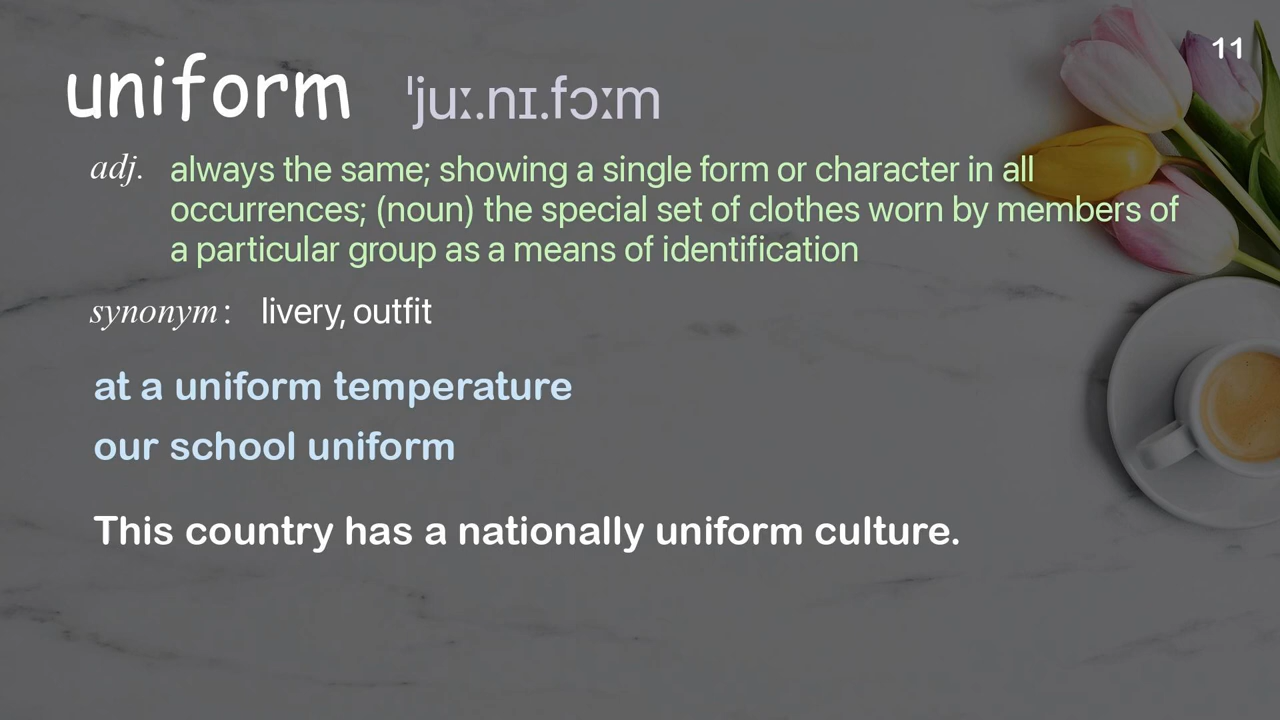 11
uniform ˈjuː.nɪ.fɔːm
adj. always the same; showing a single form or character in all
occurrences; (noun) the special set of clothes worn by members of
a particular group as a means of identification
synonym: livery, outfit
at a uniform temperature
our school uniform
This country has a nationally uniform culture.